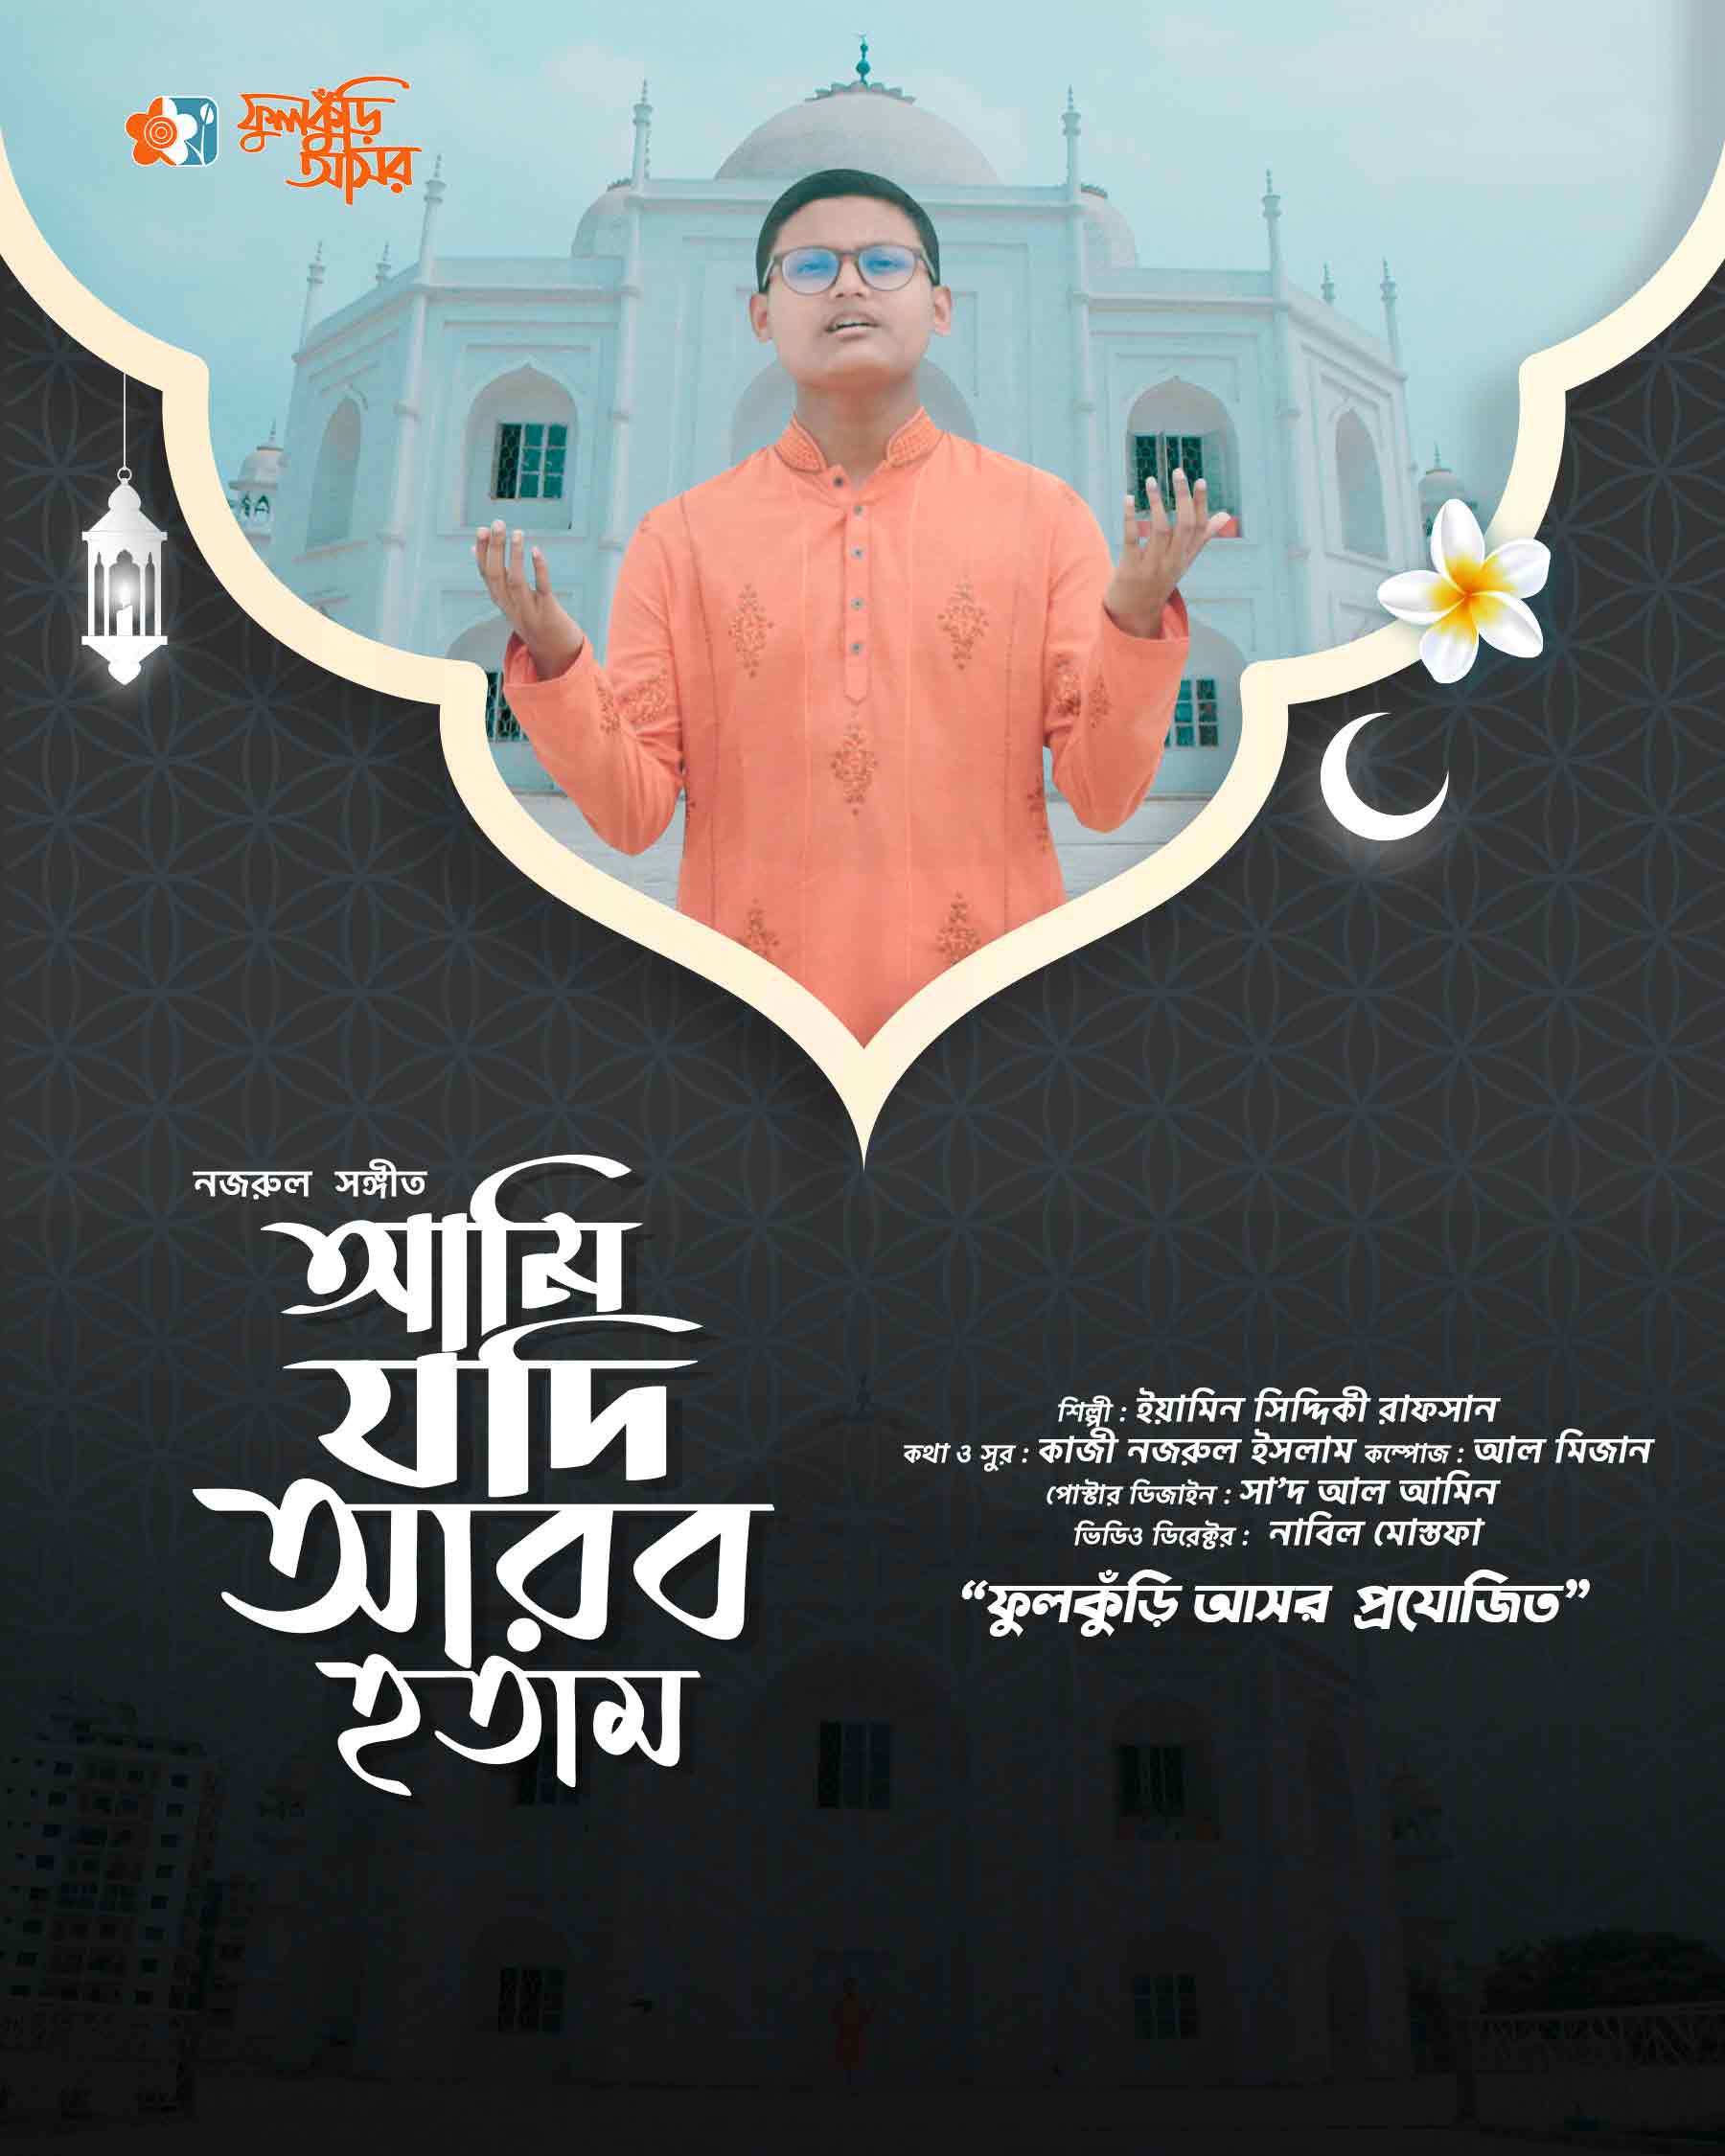 ফুলকুঁড়ি
আসর
নজরুল সঙ্গীত
আমি
যদি
আরব
হতাম
শিল্পী : ইয়ামিন সিদ্দিকী রাফসান
কথা ও সুর : কাজী নজরুল ইসলাম কম্পোজ : আল মিজান
পোস্টার ডিজাইন : সা’দ আল আমিন
ভিডিও ডিরেক্টর : নাবিল মোস্তফা
“ফুলকুঁড়ি আসর প্রযোজিত”